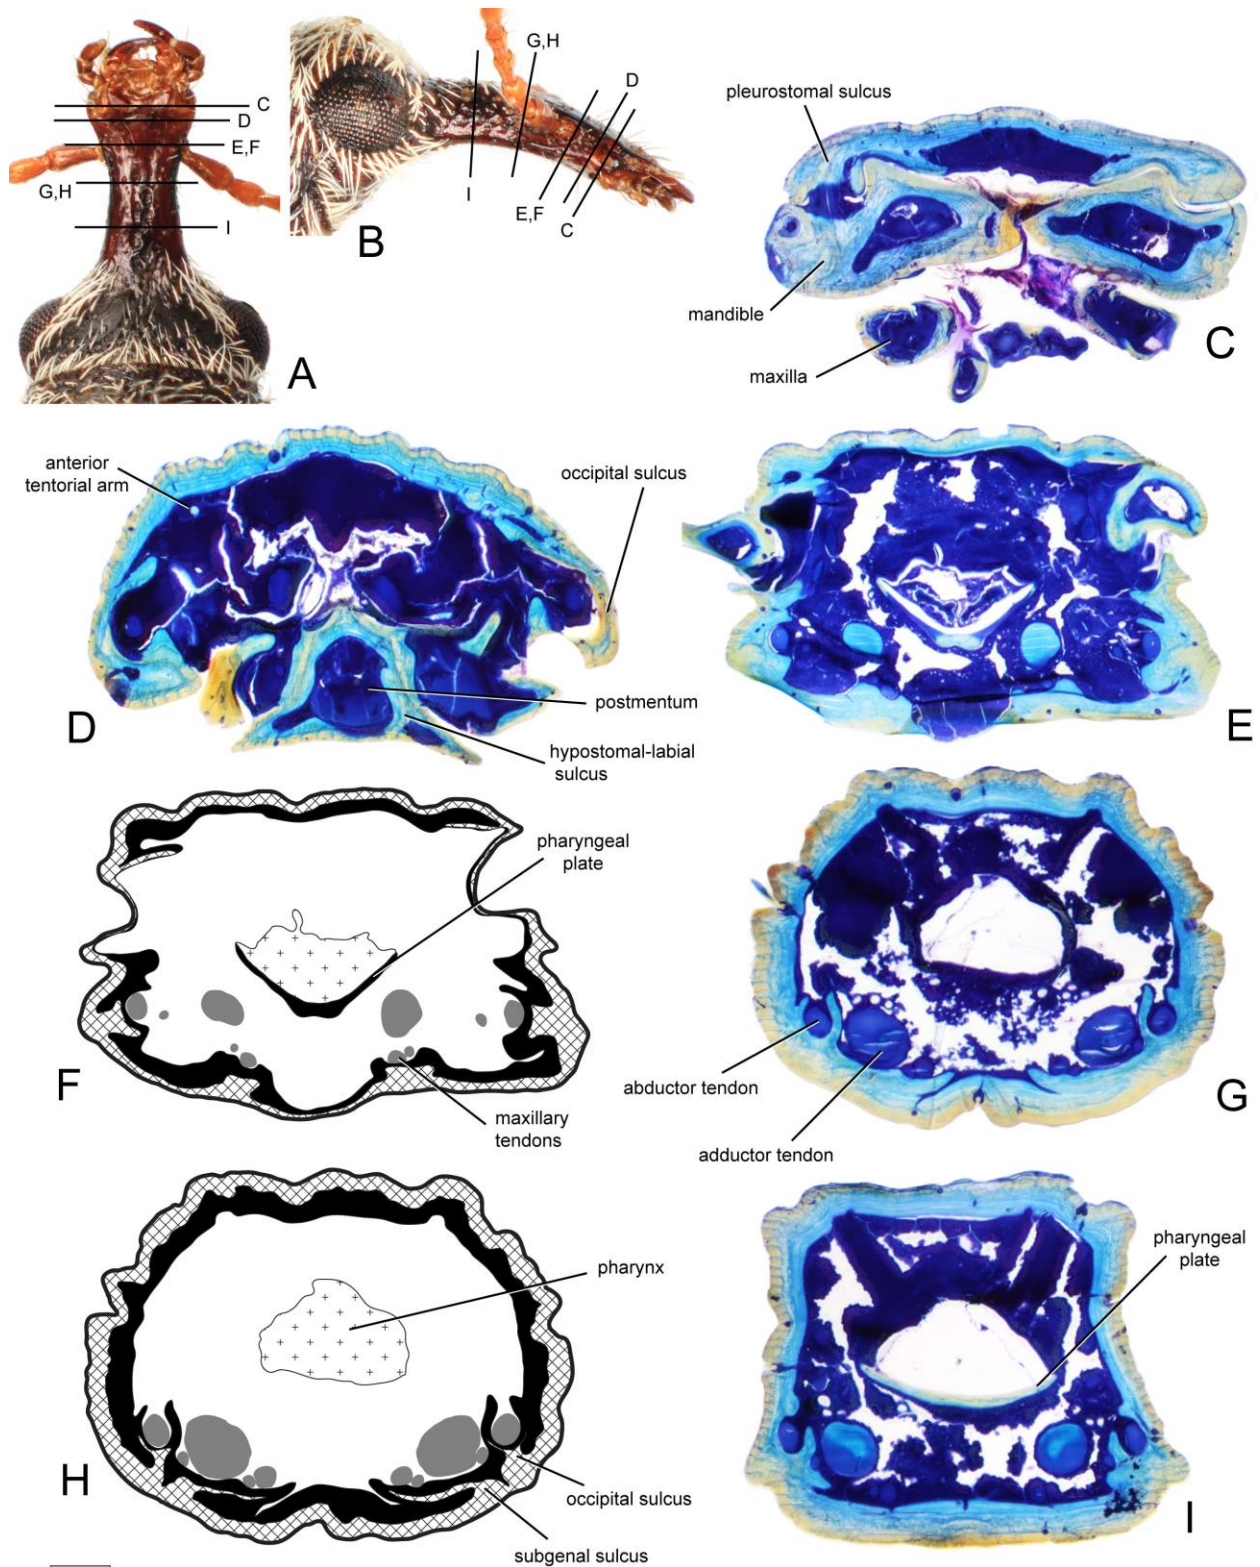 C
D
E,F
G,H
I
A
G,H
D
I
E,F
C
B
pleurostomal sulcus
mandible
maxilla
C
anterior
tentorial arm
occipital sulcus
postmentum
hypostomal-labial
sulcus
D
E
pharyngeal
plate
maxillary
tendons
F
abductor tendon
adductor tendon
G
pharynx
occipital sulcus
subgenal sulcus
H
pharyngeal
plate
I